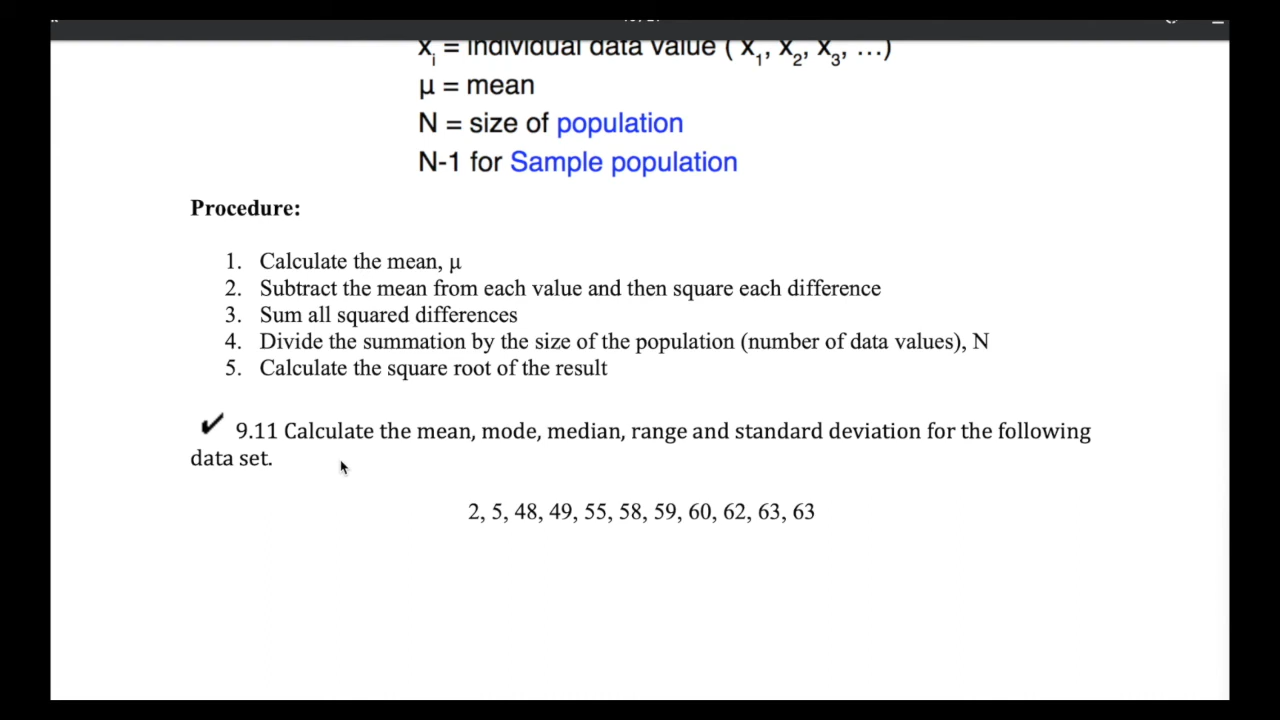 xi = individual data value ( x1, x2, x3, …)
μ = mean
N = size of population
N-1 for Sample population
Procedure:
1. Calculate the mean, μ
2. Subtract the mean from each value and then square each difference
3. Sum all squared differences
4. Divide the summation by the size of the population (number of data values), N
5. Calculate the square root of the result
✔ 9.11 Calculate the mean, mode, median, range and standard deviation for the following
data set.
2, 5, 48, 49, 55, 58, 59, 60, 62, 63, 63